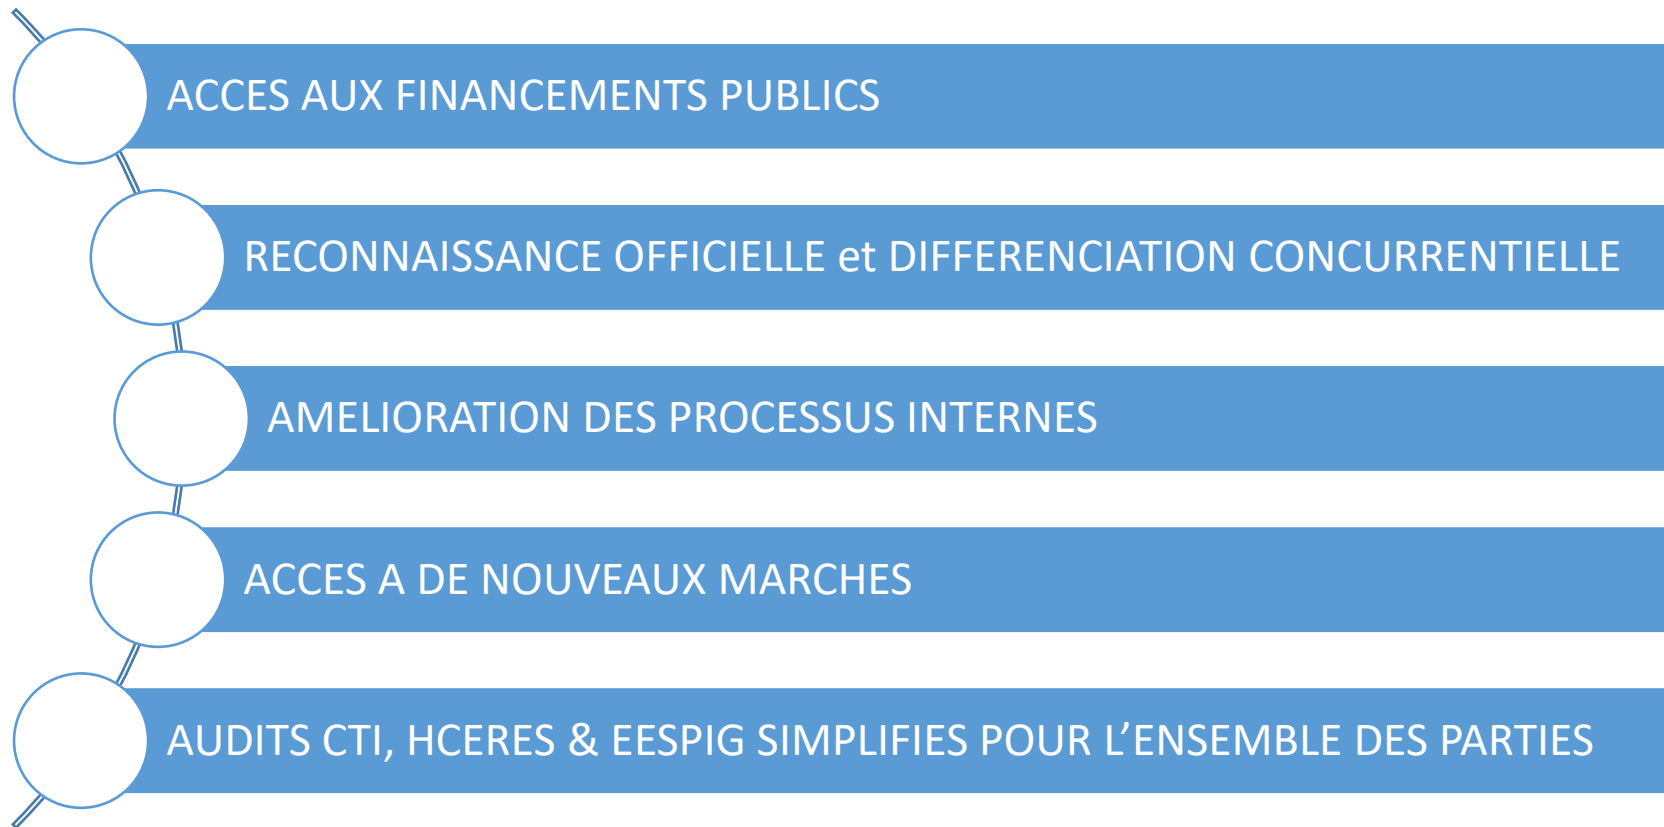 ACCES AUX FINANCEMENTS PUBLICS
RECONNAISSANCE OFFICIELLE et DIFFERENCIATION CONCURRENTIELLE
AMELIORATION DES PROCESSUS INTERNES
ACCES A DE NOUVEAUX MARCHES
AUDITS CTI, HCERES & EESPIG SIMPLIFIES POUR L’ENSEMBLE DES PARTIES